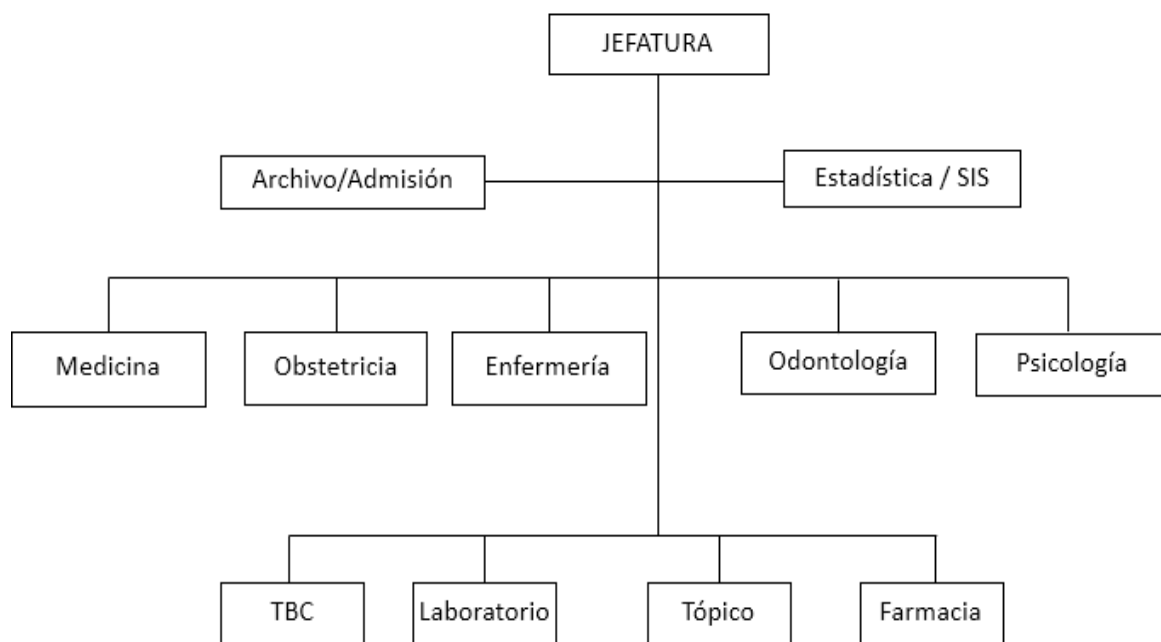 JEFATURA
Archivo/Admisión
Estadística / SIS
Medicina
Obstetricia
Enfermería
Odontología
Psicología
TBC
Laboratorio
Tópico
Farmacia